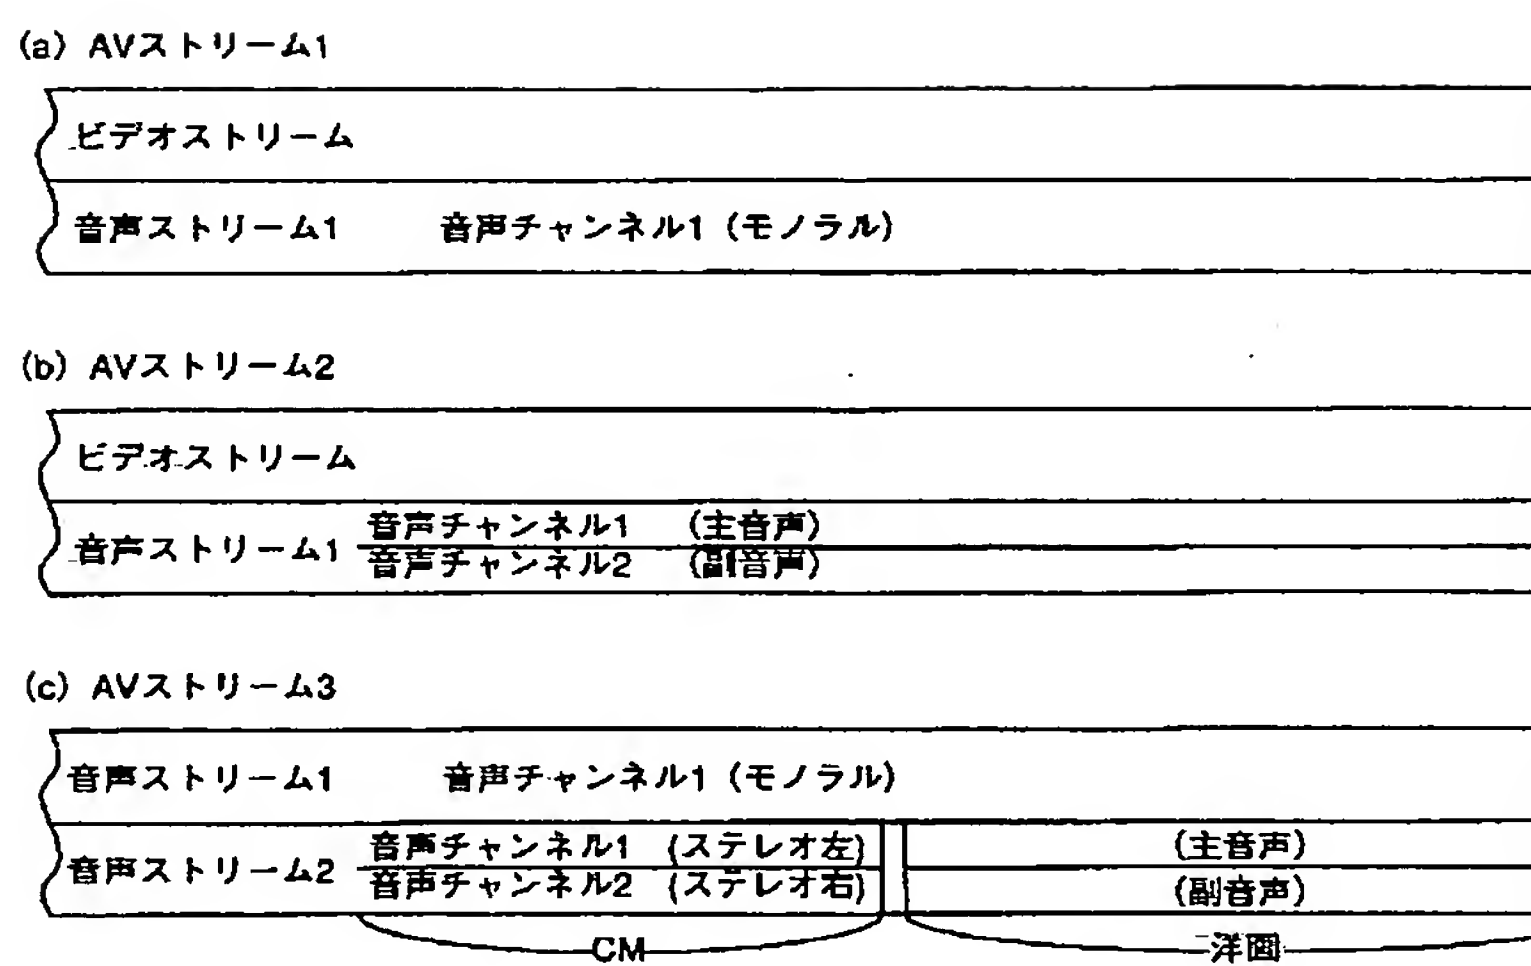 (a) AVストリーム1
ビデオストリーム
音声ストリーム1 音声チャンネル1 (モノラル)
(b) AVストリーム2
ビデオストリーム
音声ストリーム1
音声チャンネル1 (主音声)
音声チャンネル2 (副音声)
(c) AVストリーム3
音声ストリーム1 音声チャンネル1 (モノラル)
音声ストリーム2
音声チャンネル1 (ステレオ左)
音声チャンネル2 (ステレオ右)
(主音声)
(副音声)
CM
洋画